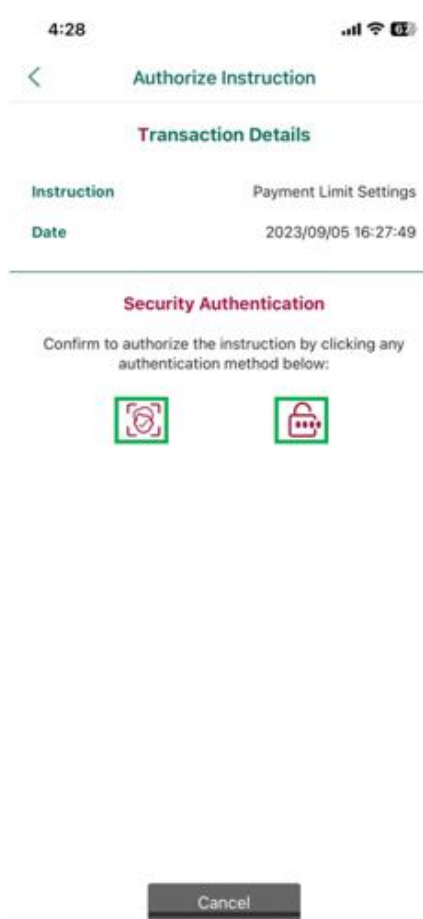 4:28
62
Authorize Instruction
Transaction Details
Instruction Payment Limit Settings
Date 2023/09/05 16:27:49
Security Authentication
Confirm to authorize the instruction by clicking any
authentication method below:
Cancel